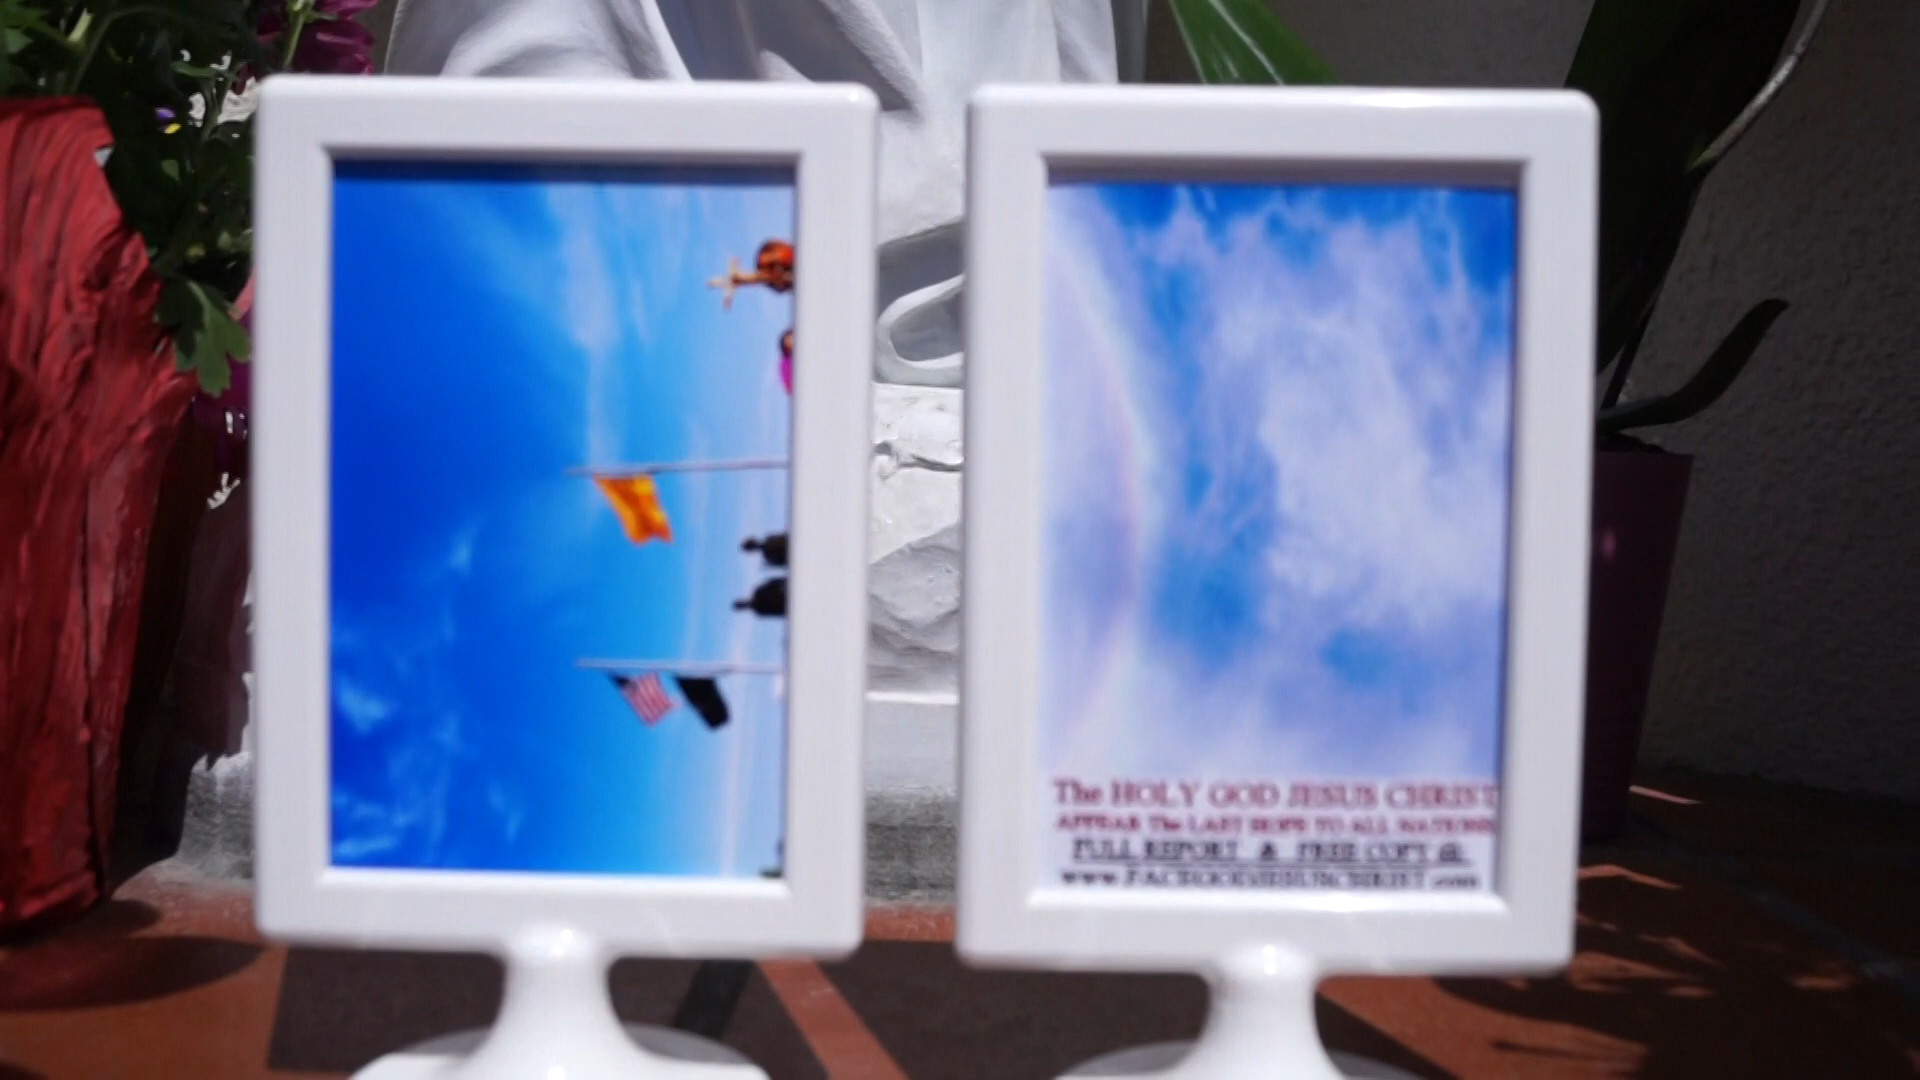 The HOLY GOD JESUS CHRIST
APPEAR The LAST HOPE TO ALL NATIONS
FULL REPORT & FREE COPY @.